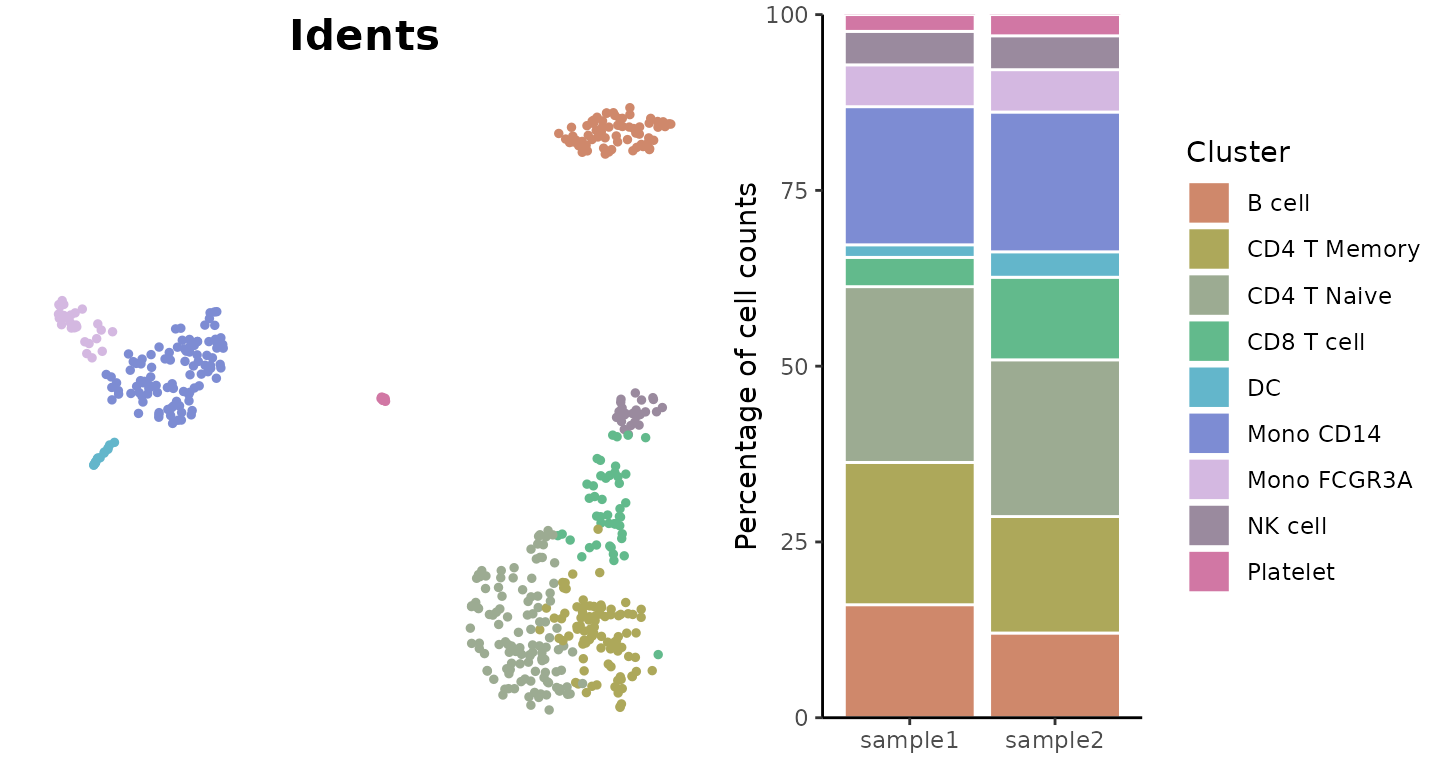 Idents
Percentage of cell counts
100
75
50
25
0
sample1
sample2
Cluster
B cell
CD4 T Memory
CD4 T Naive
CD8 T cell
DC
Mono CD14
Mono FCGR3A
NK cell
Platelet